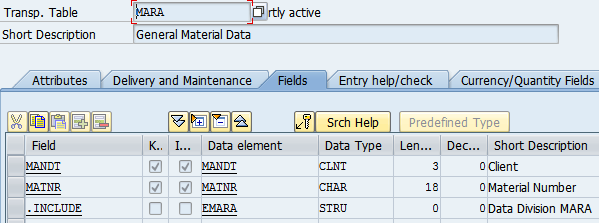 Transp. Table MARA rtly active
Short Description General Material Data
Attributes Delivery and Maintenance Fields Entry help/check Currency/Quantity Fields
Srch Help Predefined Type
Field K.. I... Data element Data Type Len... Dec... Short Description
MANDT MANDT CLNT 3 0 Client
MATNR MATNR CHAR 18 0 Material Number
.INCLUDE EMARA STRU 0 0 Data Division MARA